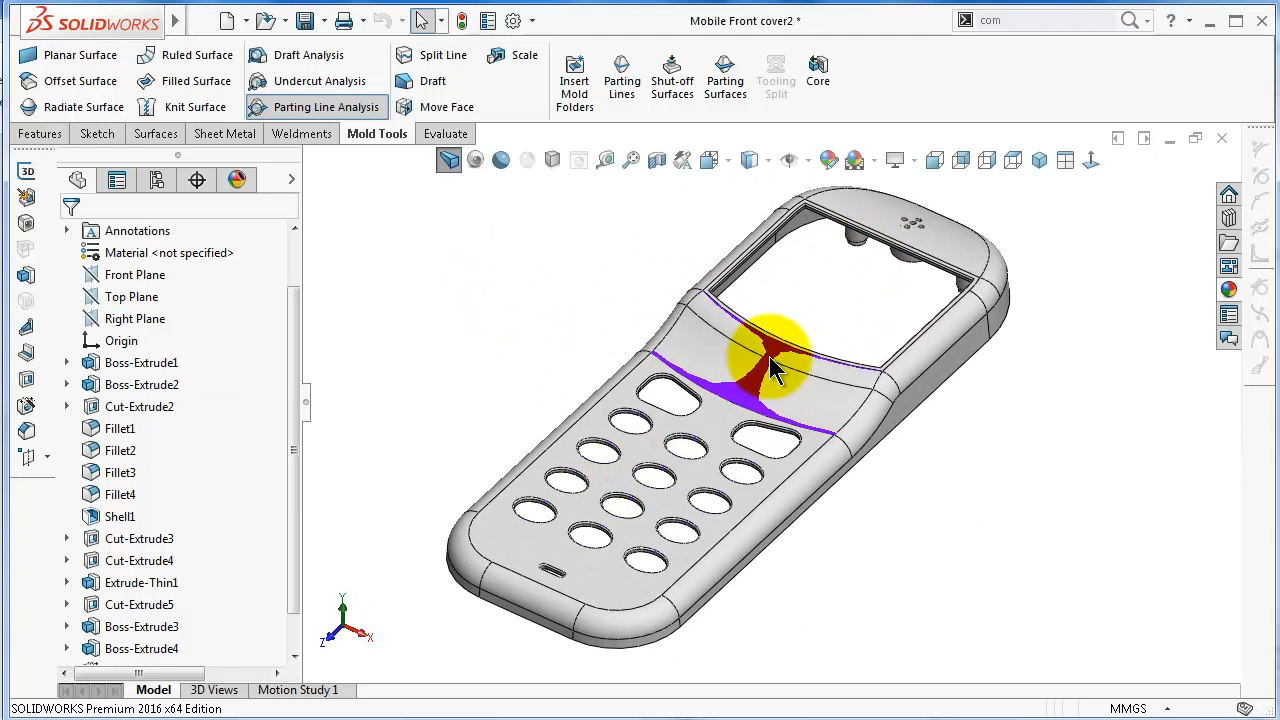 SOLIDWORKS
Mobile Front cover2 *
com
?
Planar Surface
Ruled Surface
Draft Analysis
Split Line
Scale
Offset Surface
Filled Surface
Undercut Analysis
Draft
Radiate Surface
Knit Surface
Parting Line Analysis
Move Face
Insert Mold Folders
Parting Lines
Shut-off Surfaces
Parting Surfaces
Tooling Split
Core
Features
Sketch
Surfaces
Sheet Metal
Weldments
Mold Tools
Evaluate
3D
Annotations
Material <not specified>
Front Plane
Top Plane
Right Plane
Origin
Boss-Extrude1
Boss-Extrude2
Cut-Extrude2
Fillet1
Fillet2
Fillet3
Fillet4
Shell1
Cut-Extrude3
Cut-Extrude4
Extrude-Thin1
Cut-Extrude5
Boss-Extrude3
Boss-Extrude4
Y
Z
X
Model
3D Views
Motion Study 1
SOLIDWORKS Premium 2016 x64 Edition
MMGS